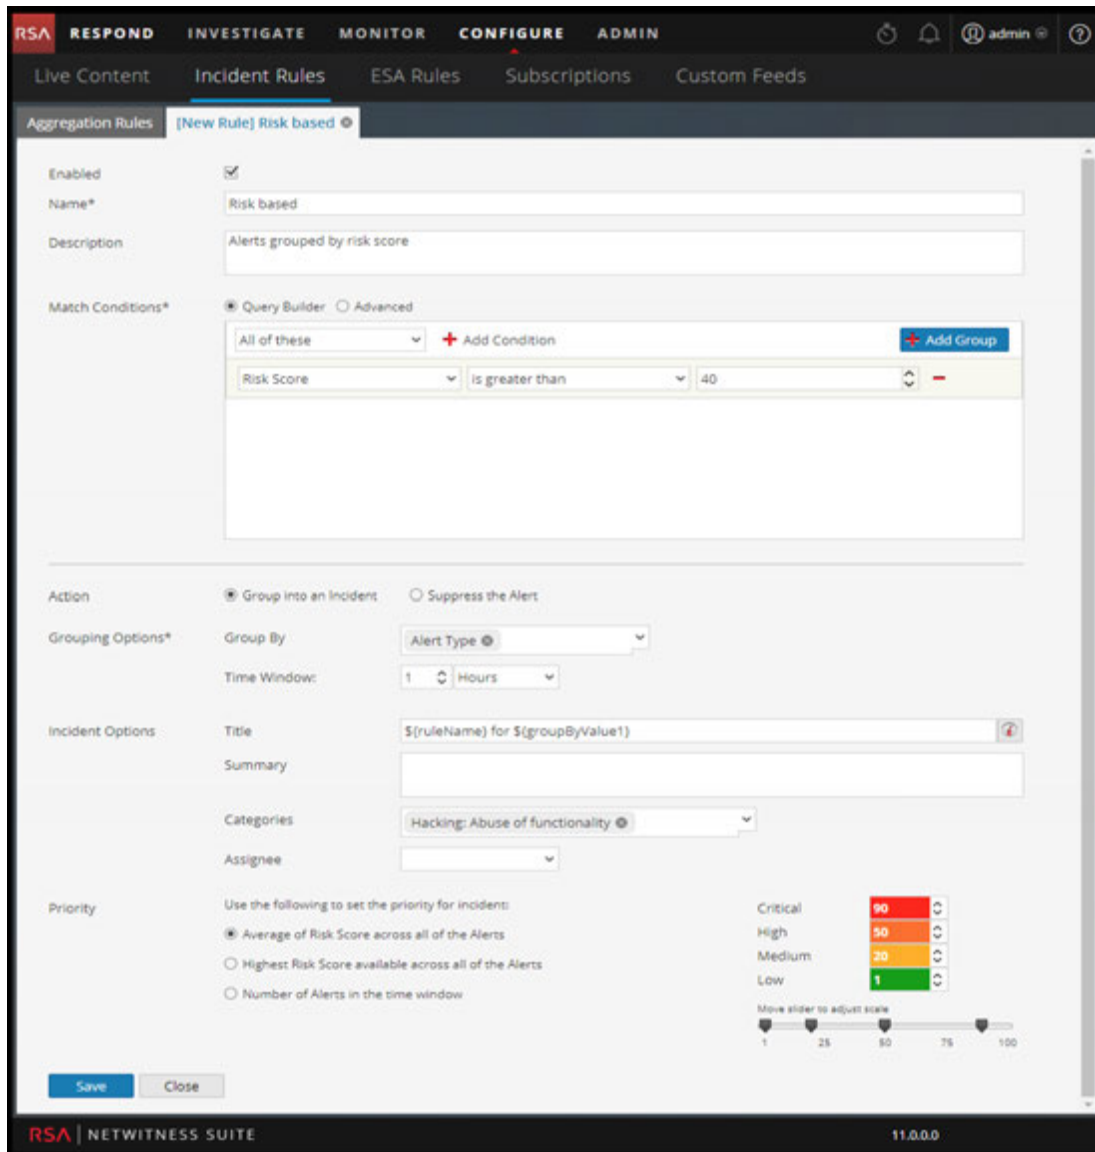 RSA RESPOND INVESTIGATE MONITOR CONFIGURE ADMIN admin ?
Live Content Incident Rules ESA Rules Subscriptions Custom Feeds
Aggregation Rules [New Rule] Risk based
Enabled
Name* Risk based
Description Alerts grouped by risk score
Match Conditions* Query Builder Advanced
All of these + Add Condition + Add Group
Risk Score is greater than 40
Action Group into an Incident Suppress the Alert
Grouping Options* Group By Alert Type
Time Window: 1 Hours
Incident Options Title ${ruleName} for ${groupByValue1}
Summary
Categories Hacking: Abuse of functionality
Assignee
Priority Use the following to set the priority for incident:
Average of Risk Score across all of the Alerts
Highest Risk Score available across all of the Alerts
Number of Alerts in the time window
Critical 90
High 50
Medium 20
Low 1
Move slider to adjust scale
1 25 50 75 100
Save Close
RSA NETWITNESS SUITE 11.0.0.0